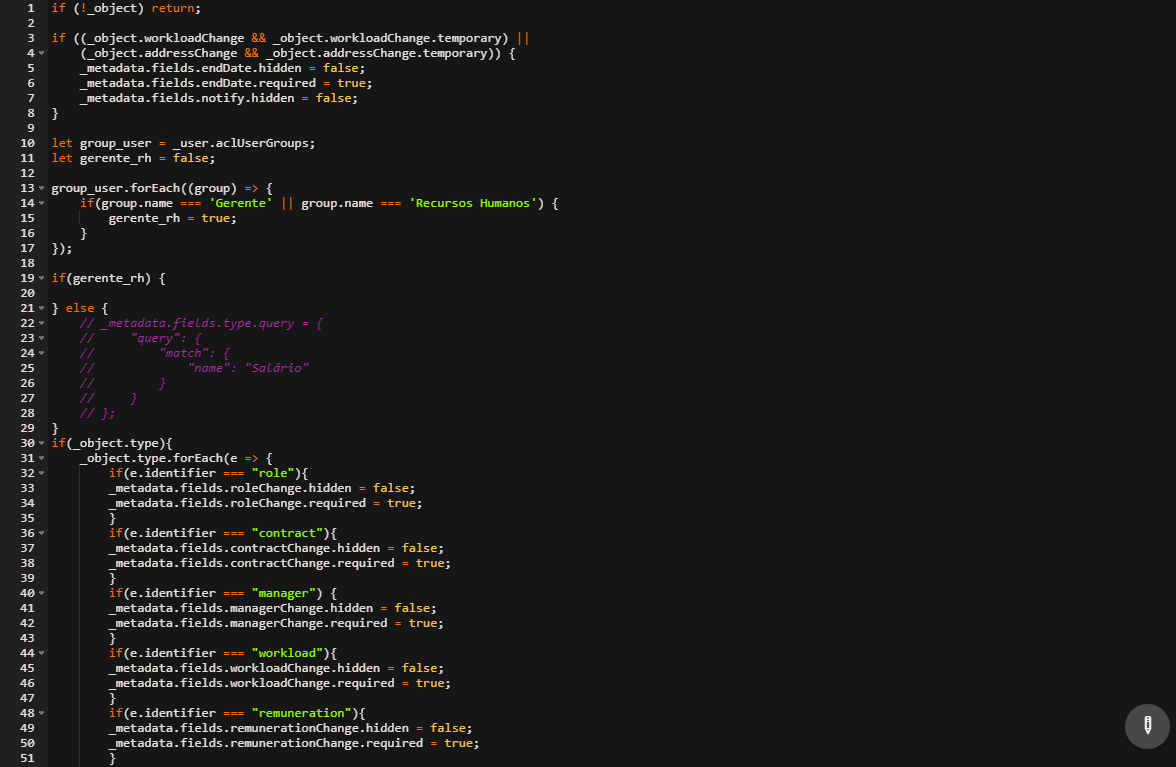 1 if (!_object) return;
2
3 if ((_object.workloadChange && _object.workloadChange.temporary) ||
4     (_object.addressChange && _object.addressChange.temporary)) {
5     _metadata.fields.endDate.hidden = false;
6     _metadata.fields.endDate.required = true;
7     _metadata.fields.notify.hidden = false;
8 }
9
10 let group_user = _user.aclUserGroups;
11 let gerente_rh = false;
12
13 group_user.forEach((group) => {
14     if(group.name === 'Gerente' || group.name === 'Recursos Humanos') {
15         gerente_rh = true;
16     }
17 });
18
19 if(gerente_rh) {
20
21 } else {
22     // _metadata.fields.type.query = {
23     //     "query": {
24     //         "match": {
25     //             "name": "Salário"
26     //         }
27     //     }
28     // };
29 }
30 if(_object.type){
31     _object.type.forEach(e => {
32         if(e.identifier === "role"){
33         _metadata.fields.roleChange.hidden = false;
34         _metadata.fields.roleChange.required = true;
35         }
36         if(e.identifier === "contract"){
37         _metadata.fields.contractChange.hidden = false;
38         _metadata.fields.contractChange.required = true;
39         }
40         if(e.identifier === "manager") {
41         _metadata.fields.managerChange.hidden = false;
42         _metadata.fields.managerChange.required = true;
43         }
44         if(e.identifier === "workload"){
45         _metadata.fields.workloadChange.hidden = false;
46         _metadata.fields.workloadChange.required = true;
47         }
48         if(e.identifier === "remuneration"){
49         _metadata.fields.remunerationChange.hidden = false;
50         _metadata.fields.remunerationChange.required = true;
51         }